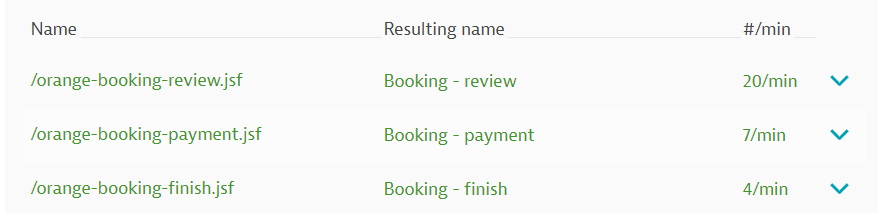 Name Resulting name #/min
/orange-booking-review.jsf Booking - review 20/min
/orange-booking-payment.jsf Booking - payment 7/min
/orange-booking-finish.jsf Booking - finish 4/min